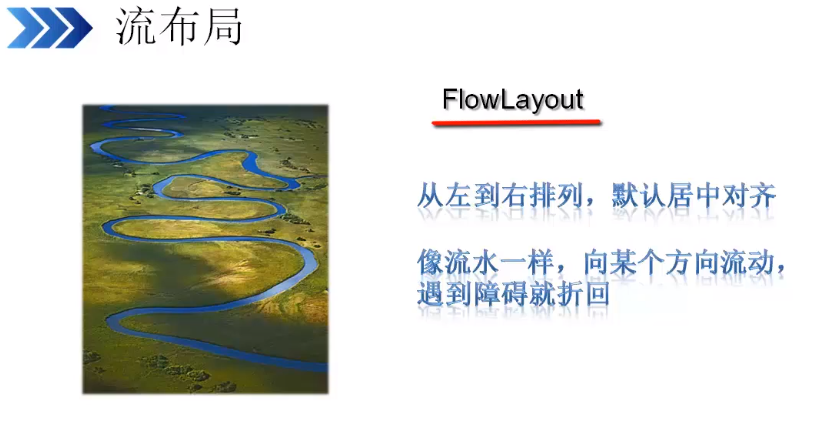 流布局
FlowLayout
从左到右排列，默认居中对齐
像流水一样，向某个方向流动，
遇到障碍就折回